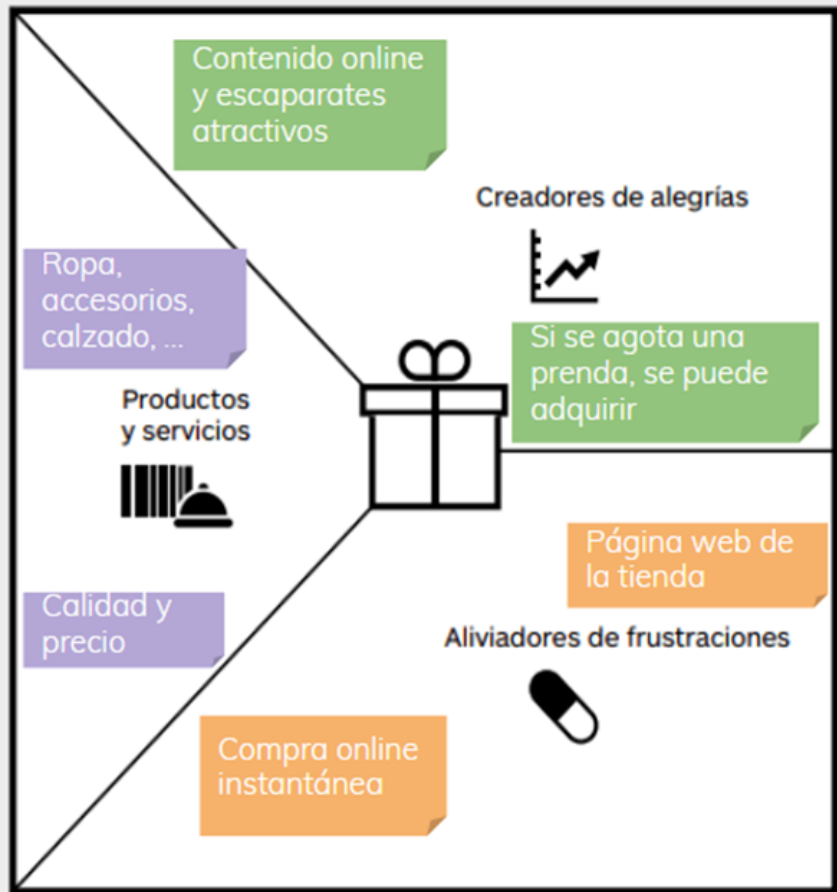 Contenido online
y escaparates
atractivos
Creadores de alegrías
Ropa,
accesorios,
calzado, ...
Si se agota una
prenda, se puede
adquirir
Productos
y servicios
Página web de
la tienda
Calidad y
precio
Aliviadores de frustraciones
Compra online
instantánea